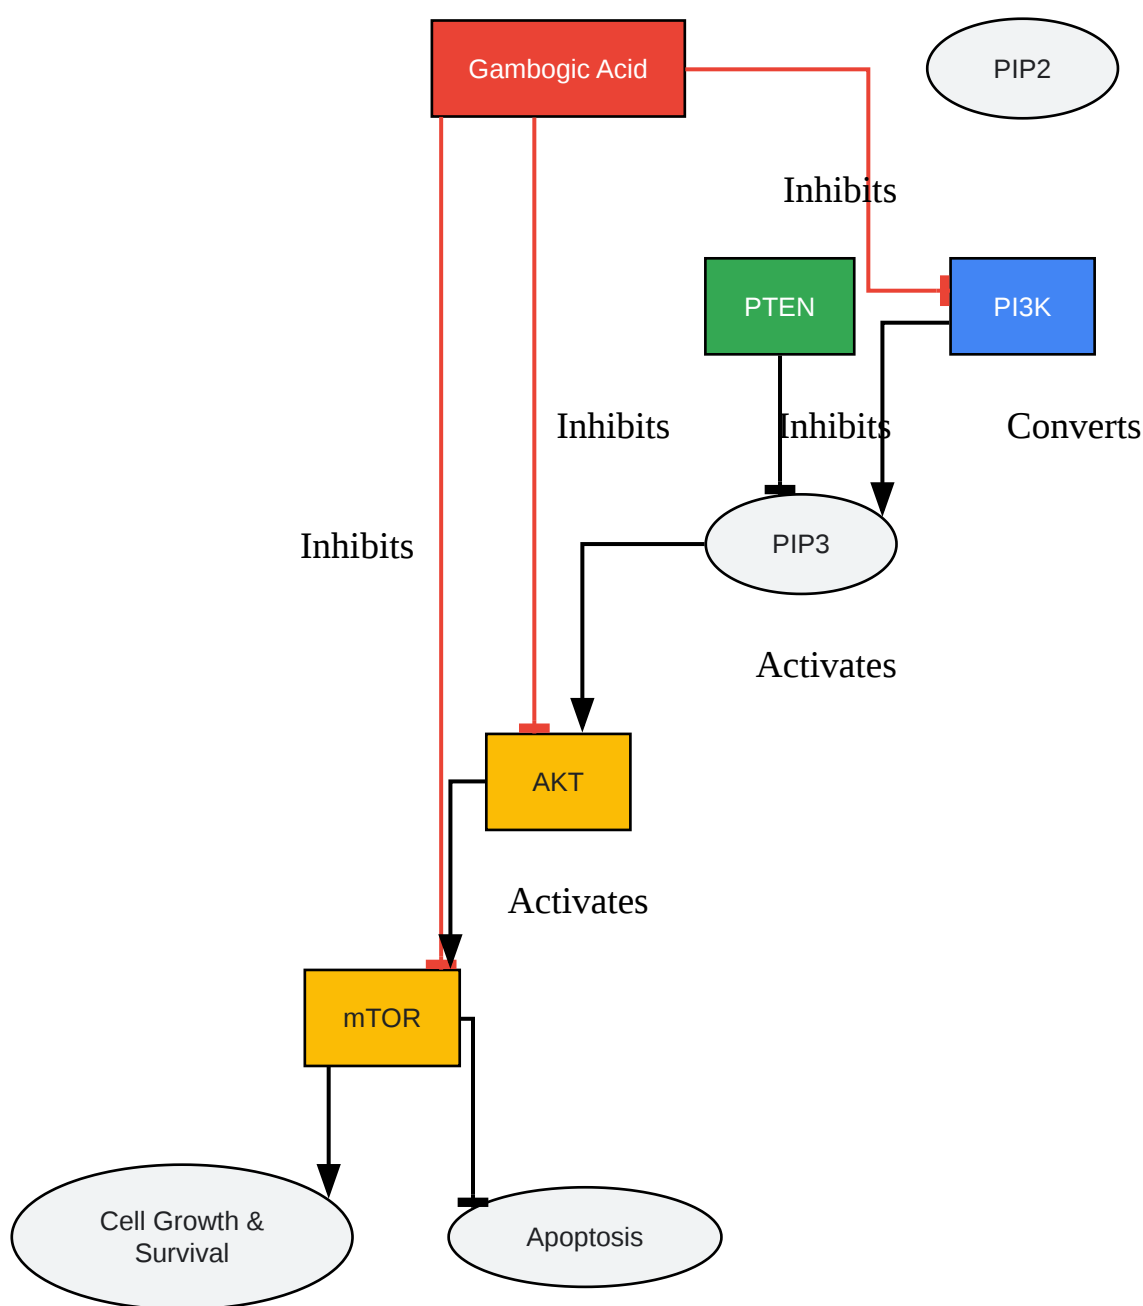 Gambogic Acid
PIP2
Inhibits
PTEN
PI3K
Inhibits
Inhibits
Converts
Inhibits
PIP3
Activates
AKT
Activates
mTOR
Cell Growth &
Survival
Apoptosis